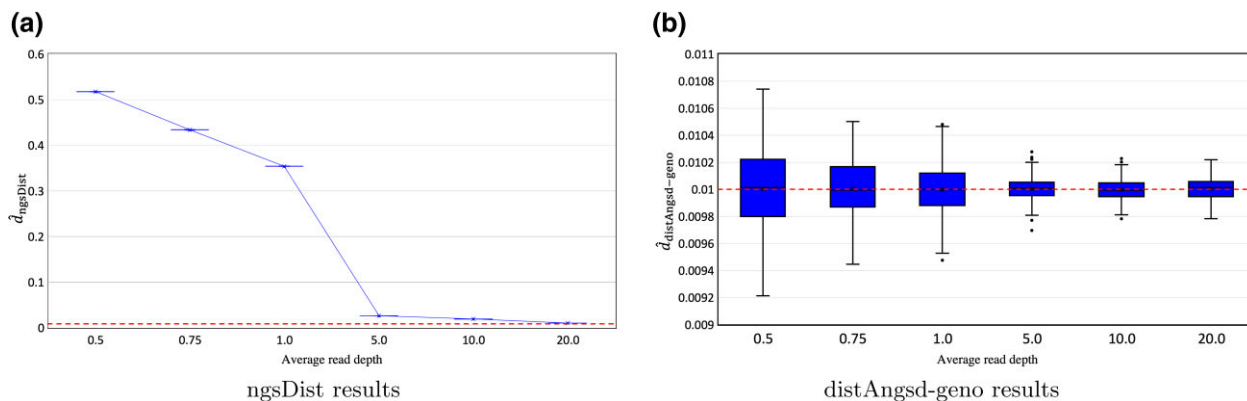 (a)
0.6
0.5
0.4
0.3
0.2
0.1
0
d̂ngsDist
0.5 0.75 1.0 5.0 10.0 20.0
Average read depth
ngsDist results
(b)
0.011
0.0108
0.0106
0.0104
0.0102
0.01
0.0098
0.0096
0.0094
0.0092
0.009
d̂distAngsd-geno
0.5 0.75 1.0 5.0 10.0 20.0
Average read depth
distAngsd-geno results